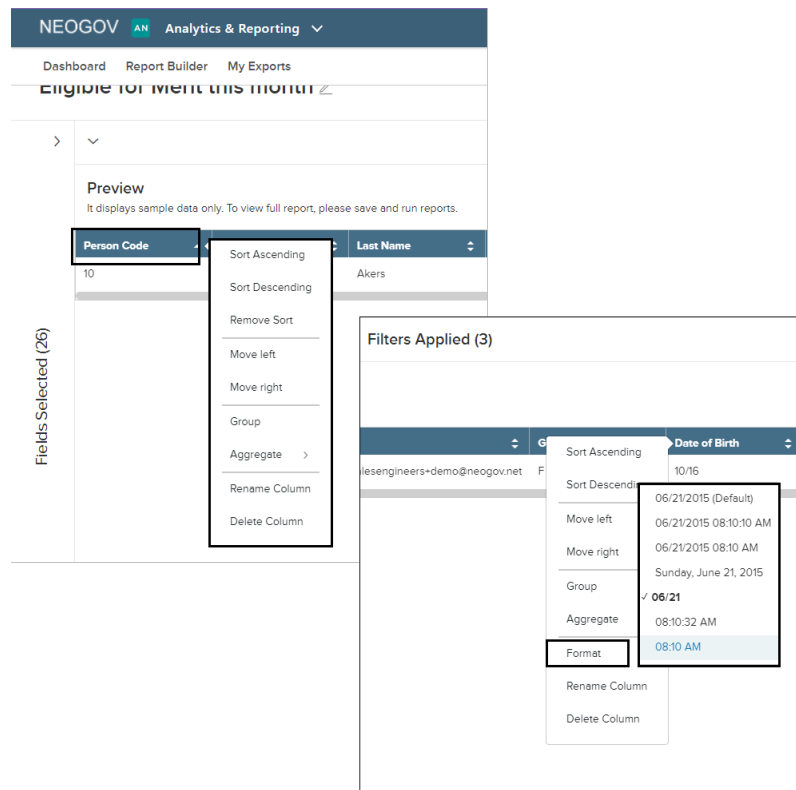 NEOGOV AN Analytics & Reporting
Dashboard Report Builder My Exports
Eligible for Merit this month
Preview
It displays sample data only. To view full report, please save and run reports.
Person Code Last Name
10 Akers
Sort Ascending
Sort Descending
Remove Sort
Move left
Move right
Group
Aggregate
Rename Column
Delete Column
Fields Selected (26)
Filters Applied (3)
G Date of Birth
lesengineers+demo@neogov.net F 10/16
Sort Ascending
Sort Descendin
Move left
Move right
Group
Aggregate
Format
Rename Column
Delete Column
06/21/2015 (Default)
06/21/2015 08:10:10 AM
06/21/2015 08:10 AM
Sunday, June 21, 2015
✓ 06/21
08:10:32 AM
08:10 AM